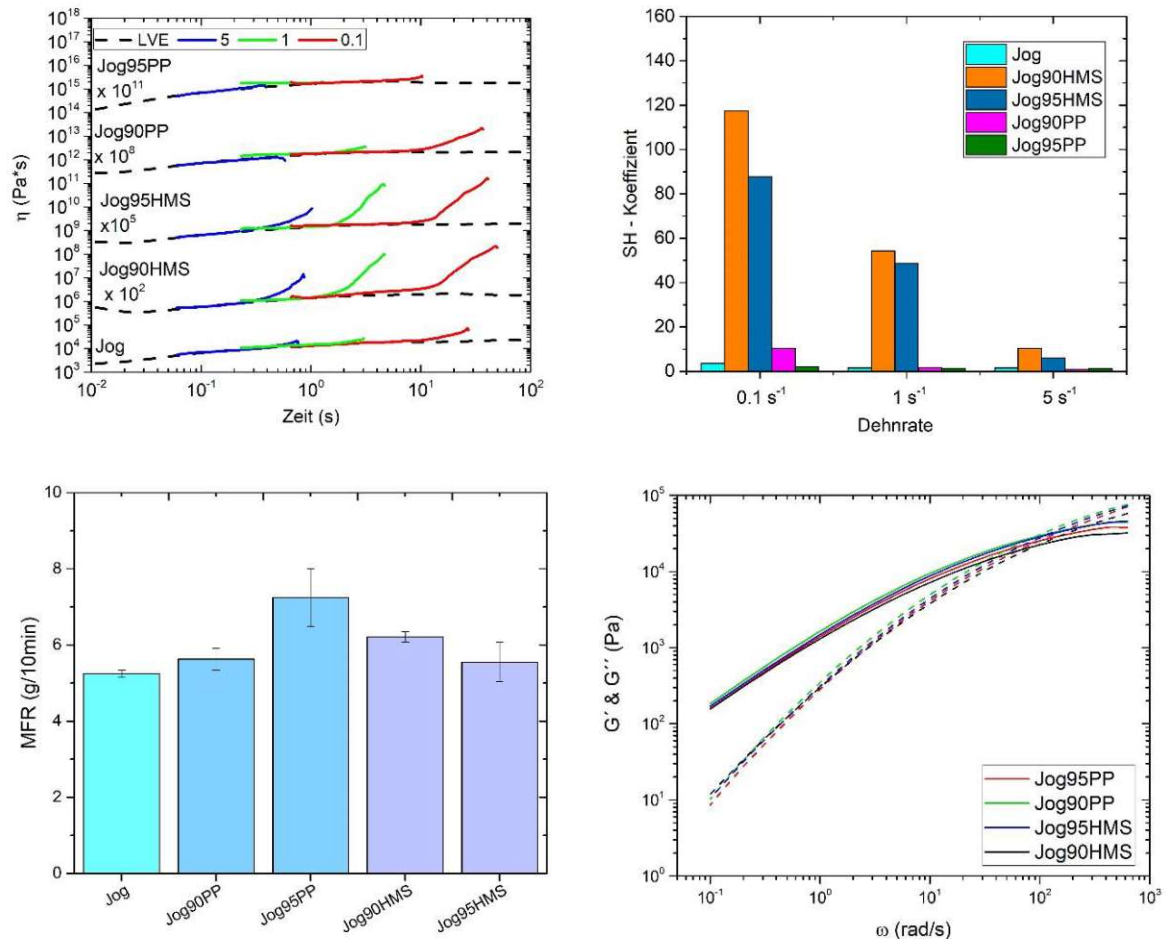 10^18
10^17
10^16
10^15
10^14
10^13
10^12
10^11
10^10
10^9
10^8
10^7
10^6
10^5
10^4
10^3
η (Pa*s)
LVE 5 1 0.1
Jog95PP
x 10^11
Jog90PP
x 10^8
Jog95HMS
x10^5
Jog90HMS
x 10^2
Jog
10^-2 10^-1 10^0 10^1 10^2
Zeit (s)
160
140
120
100
80
60
40
20
0
SH - Koeffizient
Jog
Jog90HMS
Jog95HMS
Jog90PP
Jog95PP
0.1 s^-1 1 s^-1 5 s^-1
Dehnrate
10
8
6
4
2
0
MFR (g/10min)
Jog Jog90PP Jog95PP Jog90HMS Jog95HMS
10^5
10^4
10^3
10^2
10^1
10^0
G´ & G´´ (Pa)
Jog95PP
Jog90PP
Jog95HMS
Jog90HMS
10^-1 10^0 10^1 10^2 10^3
ω (rad/s)